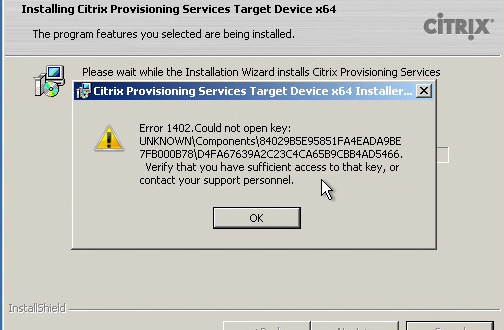 Installing Citrix Provisioning Services Target Device x64
The program features you selected are being installed.
CITRIX
Please wait while the Installation Wizard installs Citrix Provisioning Services
Citrix Provisioning Services Target Device x64 Installer...
Error 1402.Could not open key:
UNKNOWN\Components\84029B5E95851FA4EADA9BE
7FB000B78\D4FA67639A2C23C4CA65B9CBB4AD5466.
Verify that you have sufficient access to that key, or
contact your support personnel.
OK
InstallShield